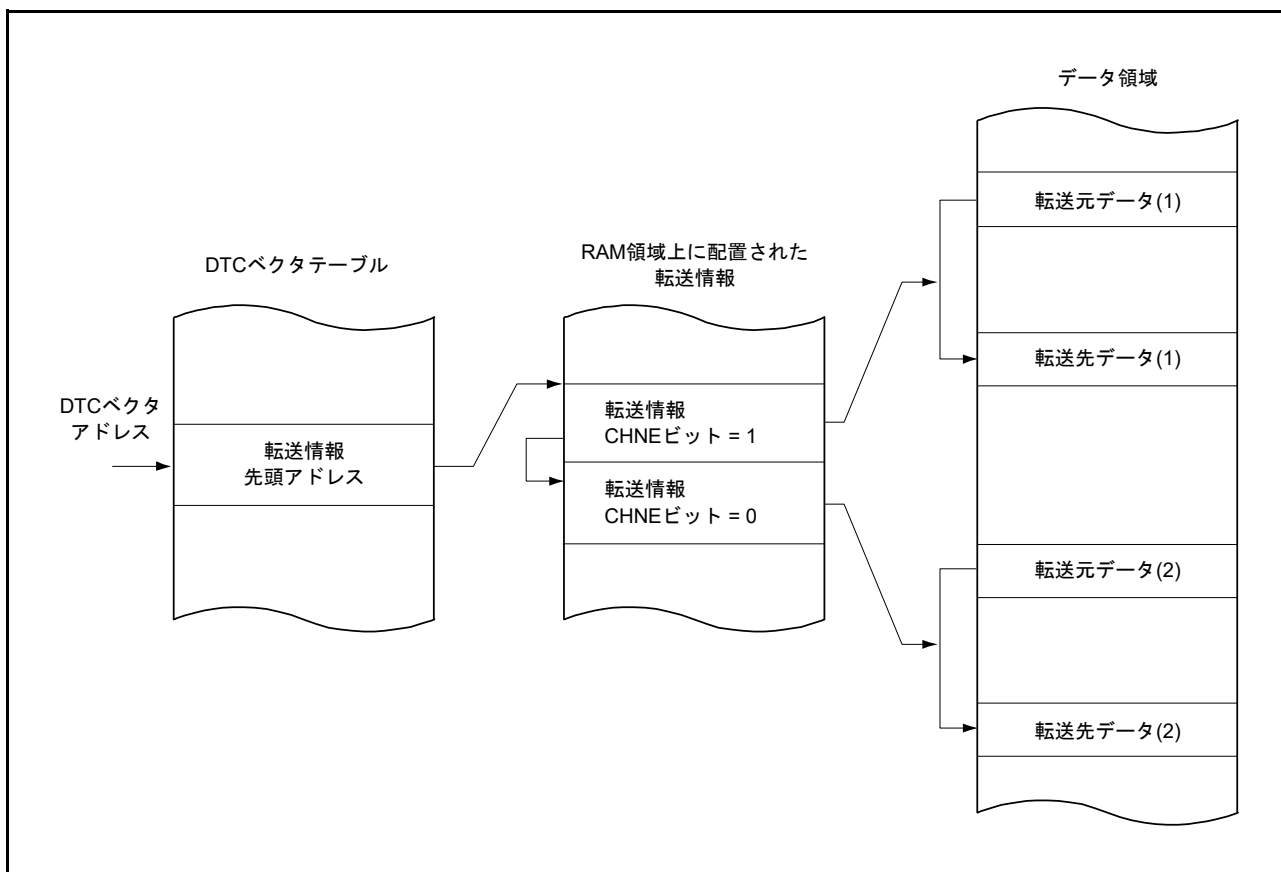 データ領域
転送元データ(1)
転送先データ(1)
転送元データ(2)
転送先データ(2)
RAM領域上に配置された
転送情報
転送情報
CHNEビット = 1
転送情報
CHNEビット = 0
DTCベクタテーブル
転送情報
先頭アドレス
DTCベクタ
アドレス